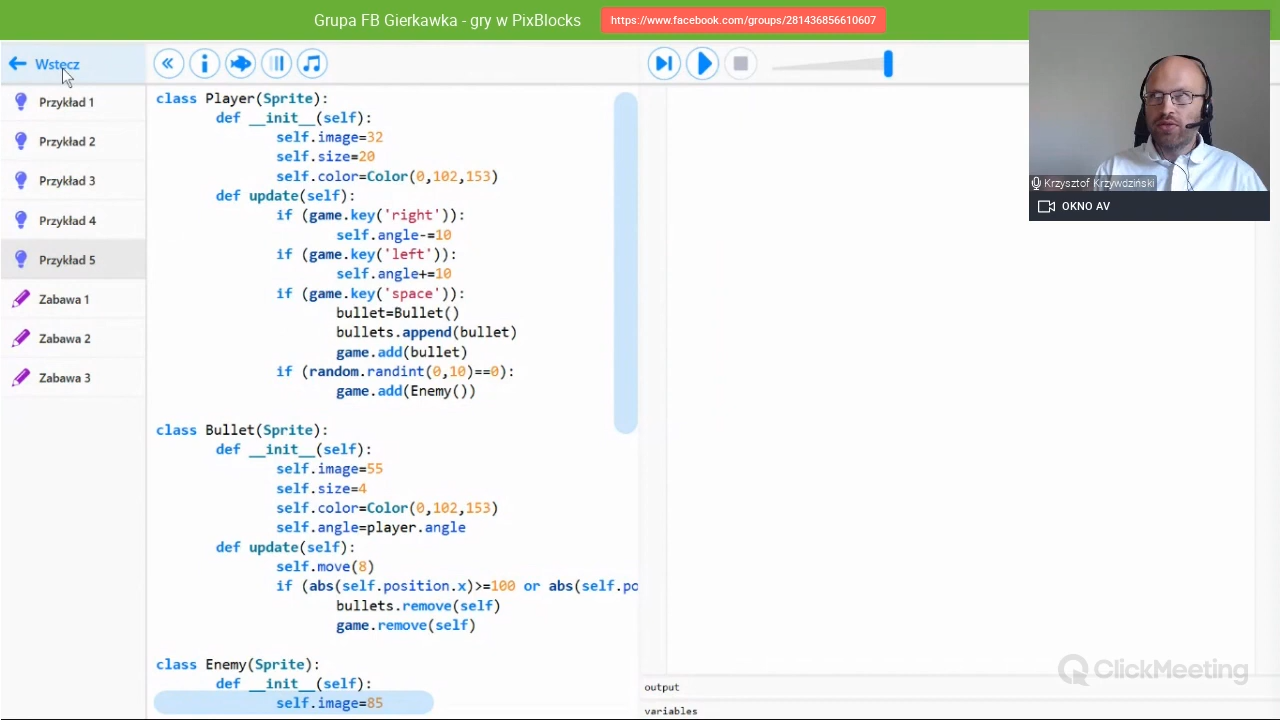 Grupa FB Gierkawka - gry w PixBlocks
https://www.facebook.com/groups/281436856610607
Wstecz
Przykład 1
Przykład 2
Przykład 3
Przykład 4
Przykład 5
Zabawa 1
Zabawa 2
Zabawa 3
class Player(Sprite):
def __init__(self):
self.image=32
self.size=20
self.color=Color(0,102,153)
def update(self):
if (game.key('right')):
self.angle-=10
if (game.key('left')):
self.angle+=10
if (game.key('space')):
bullet=Bullet()
bullets.append(bullet)
game.add(bullet)
if (random.randint(0,10)==0):
game.add(Enemy())
class Bullet(Sprite):
def __init__(self):
self.image=55
self.size=4
self.color=Color(0,102,153)
self.angle=player.angle
def update(self):
self.move(8)
if (abs(self.position.x)>=100 or abs(self.po
bullets.remove(self)
game.remove(self)
class Enemy(Sprite):
def __init__(self):
self.image=85
output
variables
Krzysztof Krzywdziński
OKNO AV
ClickMeeting